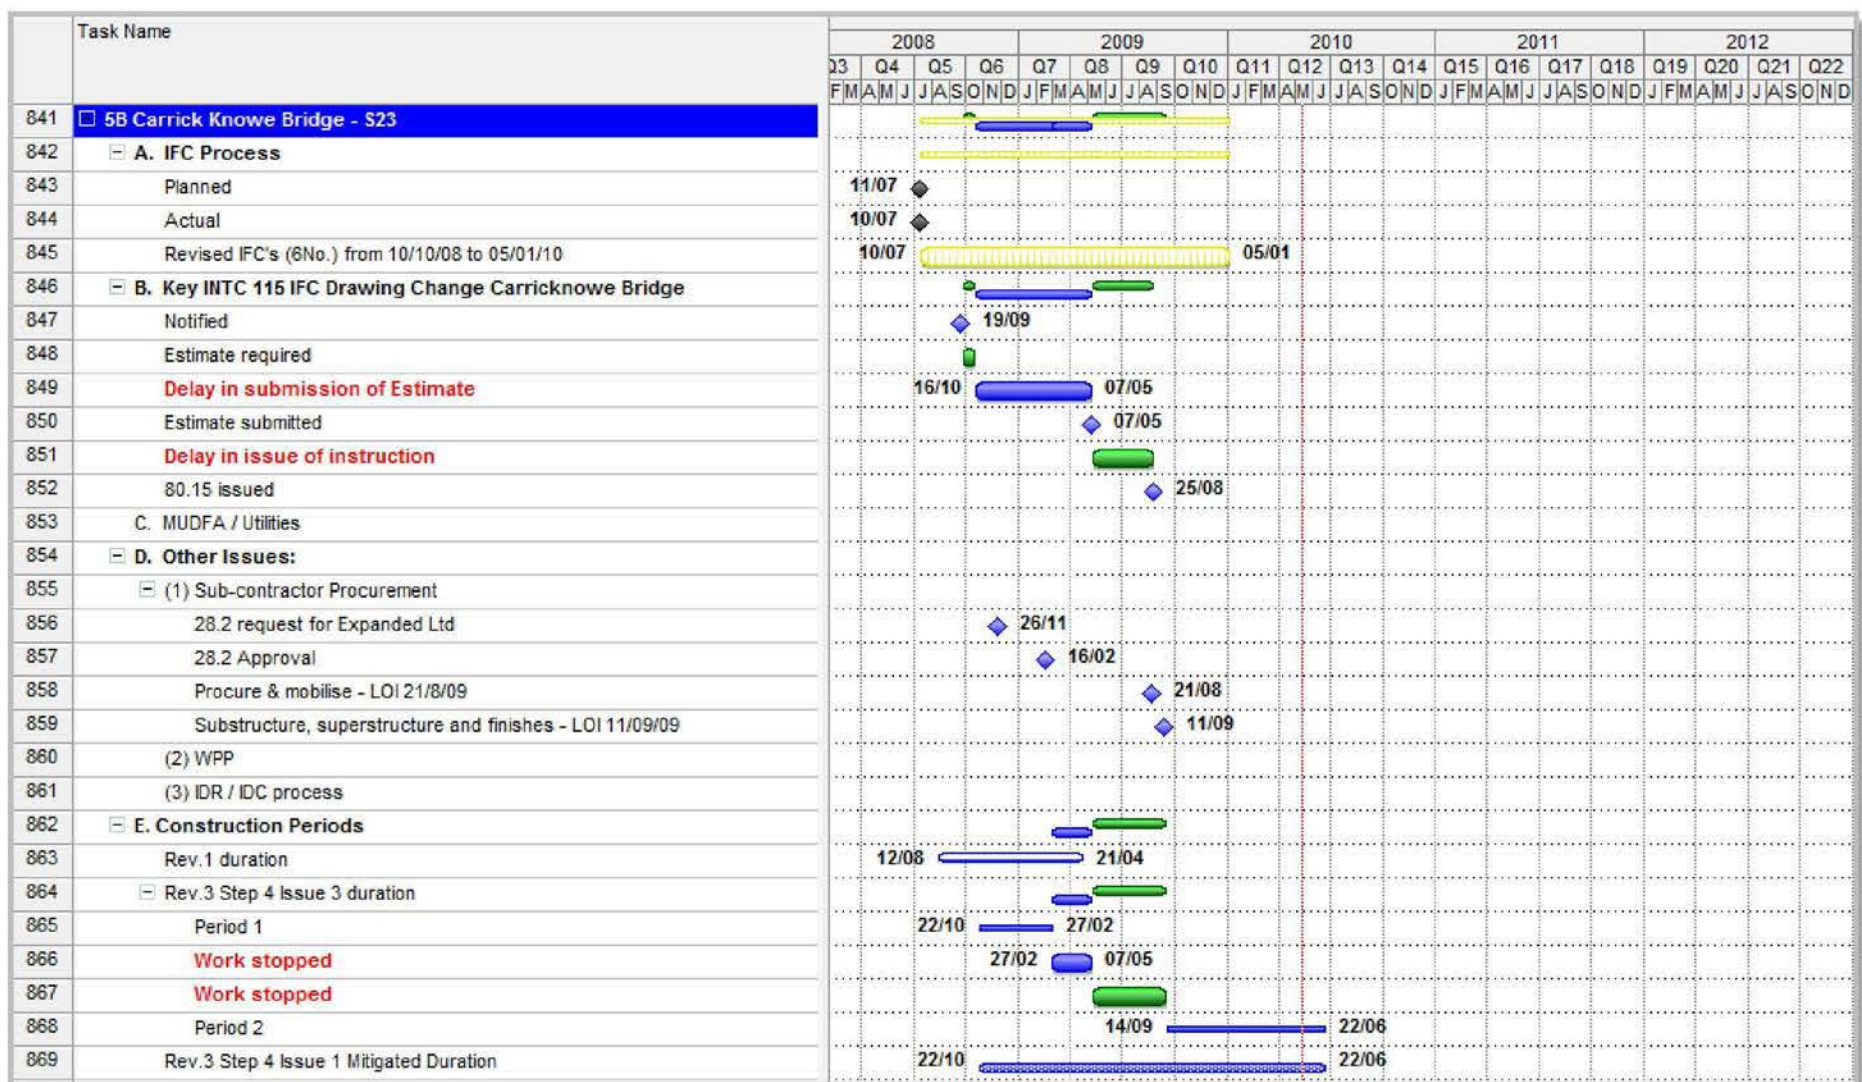 Task Name
2008 2009 2010 2011 2012
Q3 Q4 Q5 Q6 Q7 Q8 Q9 Q10 Q11 Q12 Q13 Q14 Q15 Q16 Q17 Q18 Q19 Q20 Q21 Q22
F M A M J J A S O N D J F M A M J J A S O N D J F M A M J J A S O N D J F M A M J J A S O N D J F M A M J J A S O N D
841 5B Carrick Knowe Bridge - S23
842 A. IFC Process
843 Planned 11/07
844 Actual 10/07
845 Revised IFC's (6No.) from 10/10/08 to 05/01/10 10/07 05/01
846 B. Key INTC 115 IFC Drawing Change Carricknowe Bridge
847 Notified 19/09
848 Estimate required
849 Delay in submission of Estimate 16/10 07/05
850 Estimate submitted 07/05
851 Delay in issue of instruction
852 80.15 issued 25/08
853 C. MUDFA / Utilities
854 D. Other Issues:
855 (1) Sub-contractor Procurement
856 28.2 request for Expanded Ltd 26/11
857 28.2 Approval 16/02
858 Procure & mobilise - LOI 21/8/09 21/08
859 Substructure, superstructure and finishes - LOI 11/09/09 11/09
860 (2) WPP
861 (3) IDR / IDC process
862 E. Construction Periods
863 Rev.1 duration 12/08 21/04
864 Rev.3 Step 4 Issue 3 duration
865 Period 1 22/10 27/02
866 Work stopped 27/02 07/05
867 Work stopped
868 Period 2 14/09 22/06
869 Rev.3 Step 4 Issue 1 Mitigated Duration 22/10 22/06